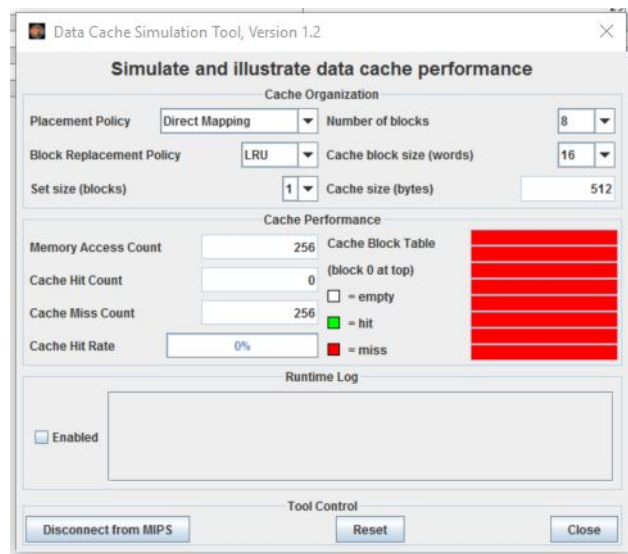 Data Cache Simulation Tool, Version 1.2
Simulate and illustrate data cache performance
Cache Organization
Placement Policy Direct Mapping Number of blocks 8
Block Replacement Policy LRU Cache block size (words) 16
Set size (blocks) 1 Cache size (bytes) 512
Cache Performance
Memory Access Count 256 Cache Block Table
(block 0 at top)
Cache Hit Count 0
= empty
Cache Miss Count 256
= hit
Cache Hit Rate 0% = miss
Runtime Log
Enabled
Tool Control
Disconnect from MIPS Reset Close